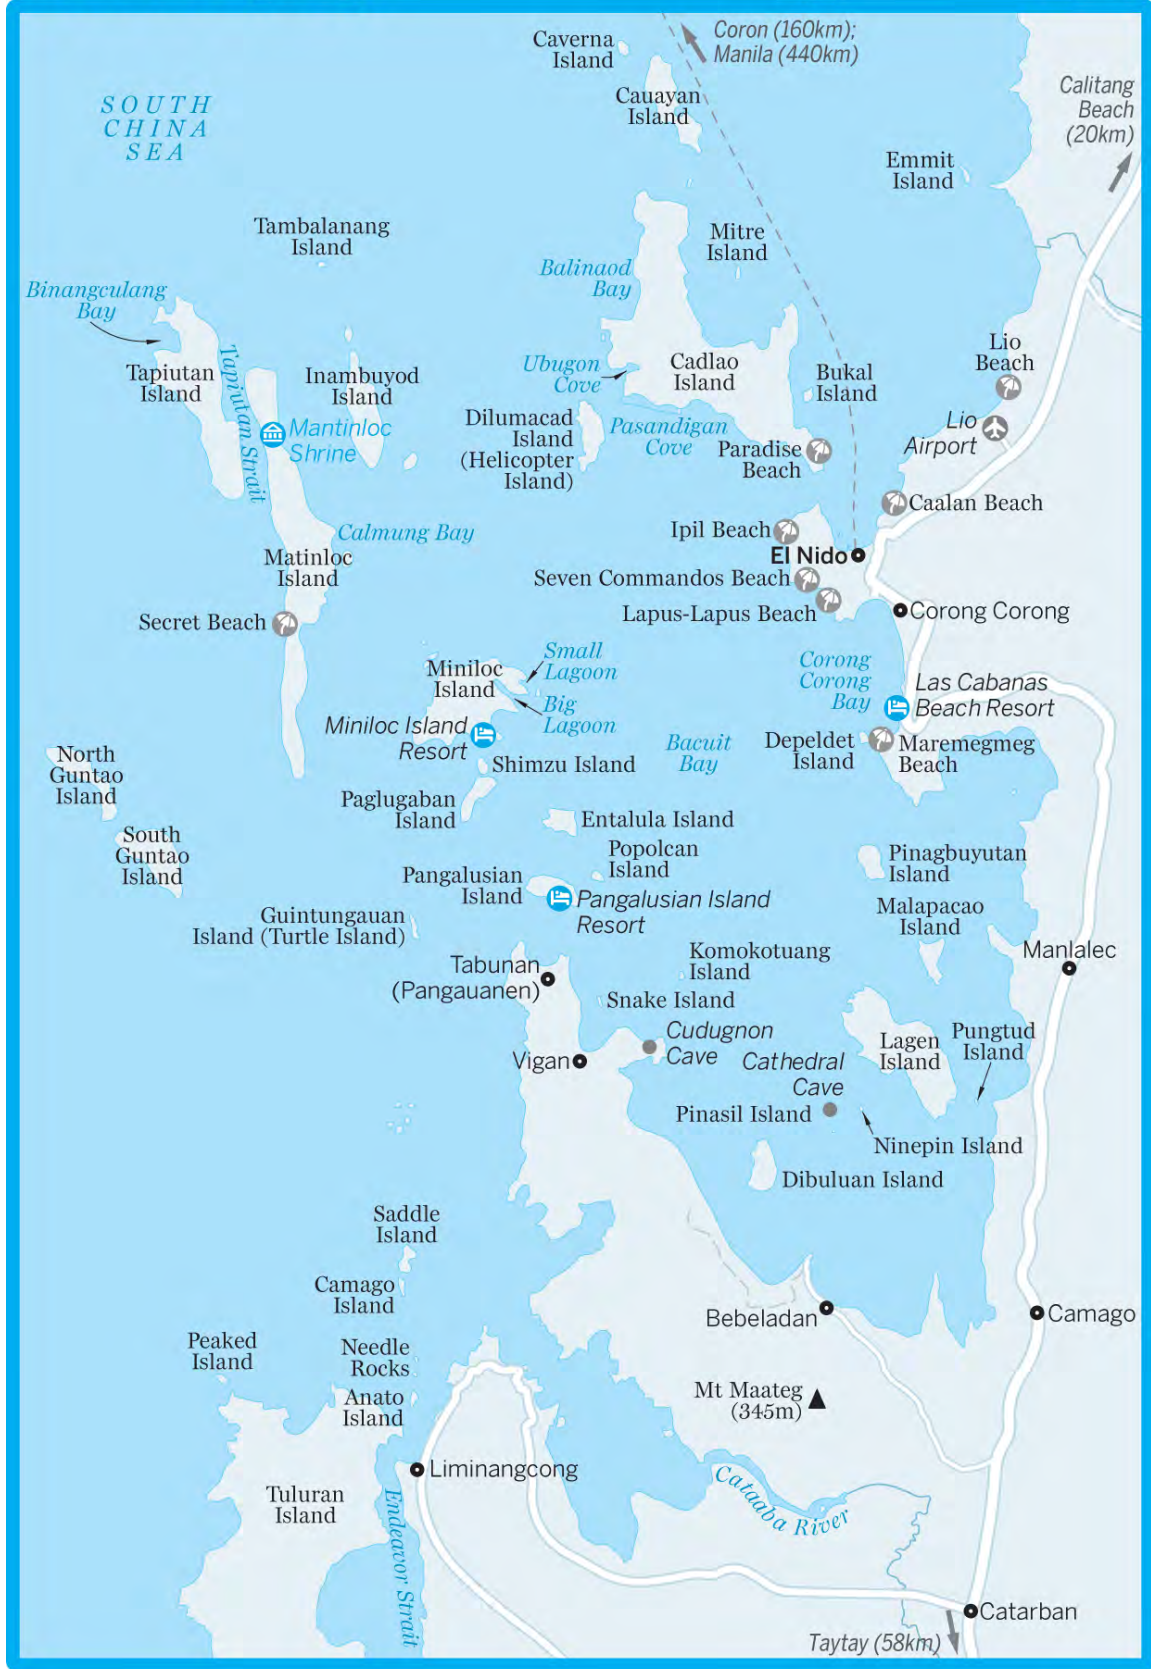 Coron (160km);
Manila (440km)
Caverna
Island
Calitang
Beach
(20km)
SOUTH
CHINA
SEA
Cauayan
Island
Emmit
Island
Tambalanang
Island
Mitre
Island
Balinaod
Bay
Binangculang
Bay
Lio
Beach
Tapiutan
Island
Tapiutan Strait
Inambuyod
Island
Ubugon
Cove
Cadlao
Island
Bukal
Island
Dilumacad
Island
(Helicopter
Island)
Pasandigan
Cove
Paradise
Beach
Lio
Airport
Mantinloc
Shrine
Caalan Beach
Calmung Bay
Ipil Beach
El Nido
Matinloc
Island
Seven Commandos Beach
Lapus-Lapus Beach
Corong Corong
Secret Beach
Small
Lagoon
Miniloc
Island
Big
Lagoon
Corong
Corong
Bay
Las Cabanas
Beach Resort
Miniloc Island
Resort
Bacuit
Bay
Depeldet
Island
Maremegmeg
Beach
North
Guntao
Island
Shimzu Island
Paglugaban
Island
Entalula Island
South
Guntao
Island
Popolcan
Island
Pinagbuyutan
Island
Pangalusian
Island
Pangalusian Island
Resort
Malapacao
Island
Guintungauan
Island (Turtle Island)
Komokotuang
Island
Manlalec
Tabunan
(Pangauanen)
Snake Island
Cudugnon
Cave
Vigan
Cathedral
Cave
Lagen
Island
Pungtud
Island
Pinasil Island
Ninepin Island
Dibuluan Island
Saddle
Island
Camago
Island
Bebeladan
Camago
Peaked
Island
Needle
Rocks
Anato
Island
Mt Maateg
(345m)
Liminangcong
Cataaba River
Tuluran
Island
Endeavor Strait
Catarban
Taytay (58km)